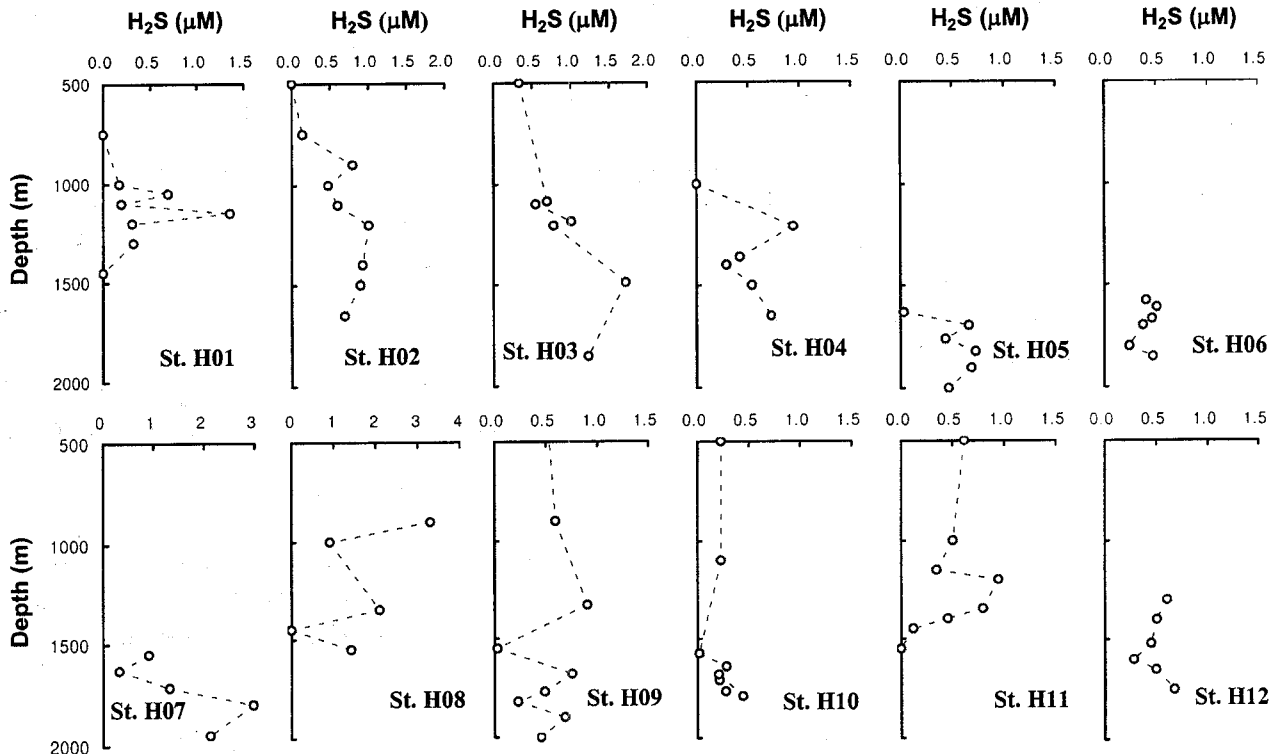 H₂S (μM) H₂S (μM) H₂S (μM) H₂S (μM) H₂S (μM) H₂S (μM)
0.0 0.5 1.0 1.5 0.0 0.5 1.0 1.5 2.0 0.0 0.5 1.0 1.5 2.0 0.0 0.5 1.0 1.5 0.0 0.5 1.0 1.5 0.0 0.5 1.0 1.5
500
1000
Depth (m)
1500
St. H01 St. H02 St. H03 St. H04 St. H05 St. H06
2000
0 1 2 3 0 1 2 3 4 0.0 0.5 1.0 1.5 0.0 0.5 1.0 1.5 0.0 0.5 1.0 1.5 0.0 0.5 1.0 1.5
500
1000
Depth (m)
1500
St. H07 St. H08 St. H09 St. H10 St. H11 St. H12
2000